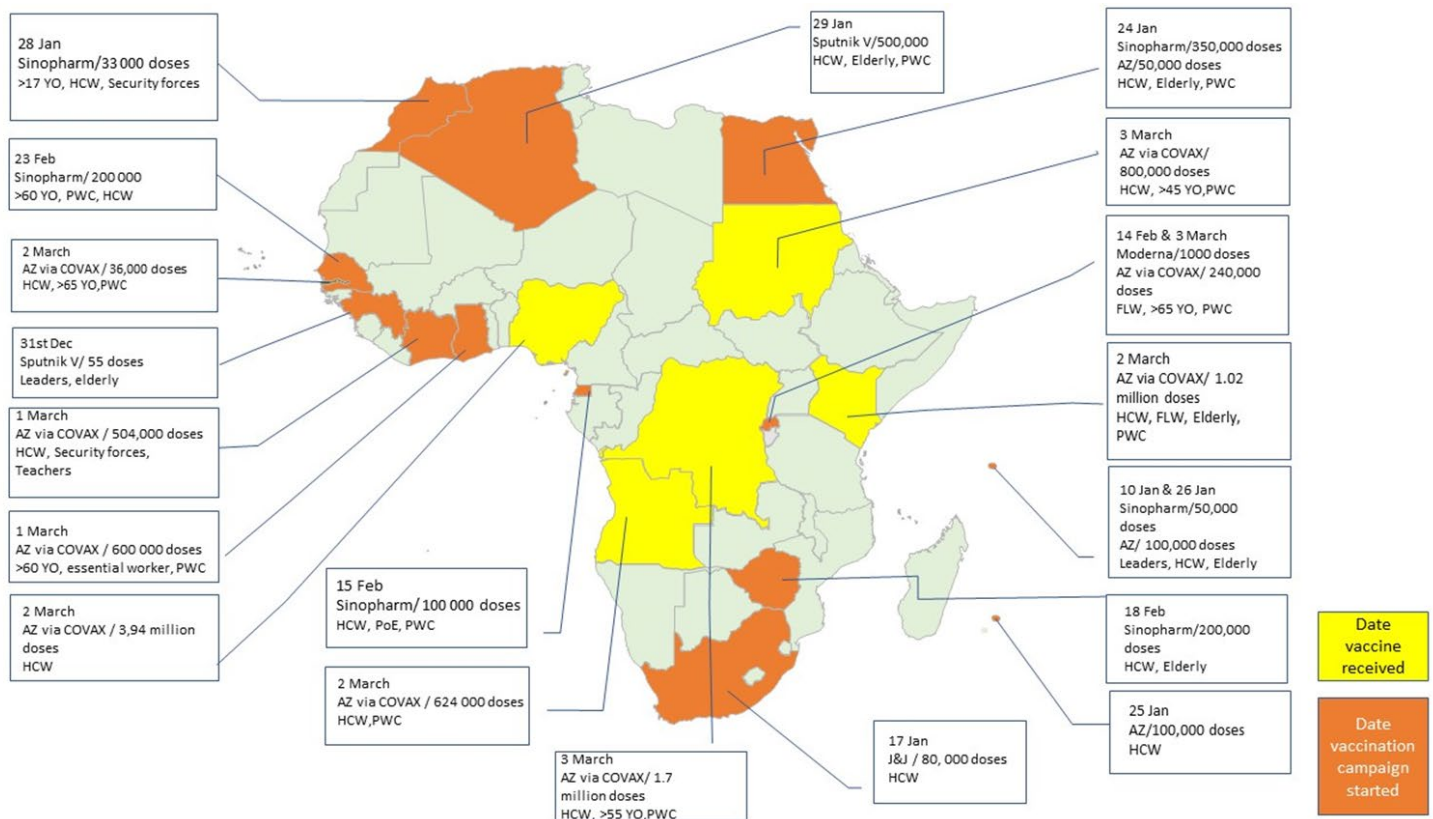 28 Jan
Sinopharm/33 000 doses
>17 YO, HCW, Security forces
23 Feb
Sinopharm/ 200 000
>60 YO, PWC, HCW
2 March
AZ via COVAX / 36,000 doses
HCW, >65 YO,PWC
31st Dec
Sputnik V/ 55 doses
Leaders, elderly
1 March
AZ via COVAX / 504,000 doses
HCW, Security forces,
Teachers
1 March
AZ via COVAX / 600 000 doses
>60 YO, essential worker, PWC
2 March
AZ via COVAX / 3,94 million
doses
HCW
15 Feb
Sinopharm/ 100 000 doses
HCW, PoE, PWC
2 March
AZ via COVAX / 624 000 doses
HCW,PWC
3 March
AZ via COVAX/ 1.7
million doses
HCW, >55 YO,PWC
17 Jan
J&J / 80, 000 doses
HCW
29 Jan
Sputnik V/500,000
HCW, Elderly, PWC
24 Jan
Sinopharm/350,000 doses
AZ/50,000 doses
HCW, Elderly, PWC
3 March
AZ via COVAX/
800,000 doses
HCW, >45 YO,PWC
14 Feb & 3 March
Moderna/1000 doses
AZ via COVAX/ 240,000
doses
FLW, >65 YO, PWC
2 March
AZ via COVAX/ 1.02
million doses
HCW, FLW, Elderly,
PWC
10 Jan & 26 Jan
Sinopharm/50,000
doses
AZ/ 100,000 doses
Leaders, HCW, Elderly
18 Feb
Sinopharm/200,000
doses
HCW, Elderly
25 Jan
AZ/100,000 doses
HCW
Date
vaccine
received
Date
vaccination
campaign
started